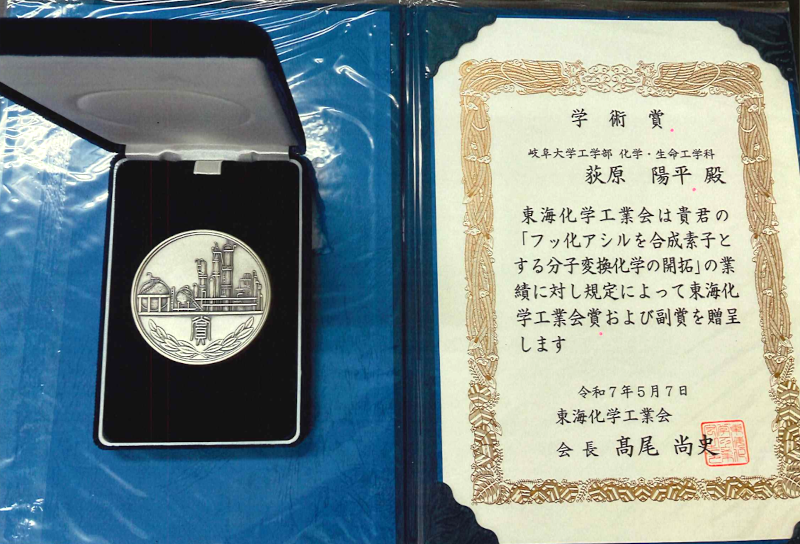 賞
学術賞
岐阜大学工学部 化学・生命工学科
荻原 陽平 殿
東海化学工業会は貴君の
「フッ化アシルを合成素子と
する分子変換化学の開拓」の業
績に対し規定によって東海化
学工業会賞および副賞を贈呈
します
令和7年5月7日
東海化学工業会
会長 髙尾 尚史